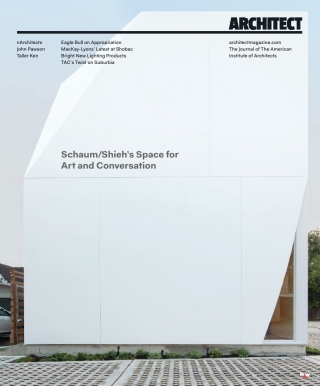 ARCHITECT
nArchitects
John Pawson
Taller Ken
Eagle Bull on Appropriation
MacKay-Lyons' Latest at Shobac
Bright New Lighting Products
TAC's Twist on Suburbia
architectmagazine.com
The Journal of The American
Institute of Architects
Schaum/Shieh's Space for
Art and Conversation